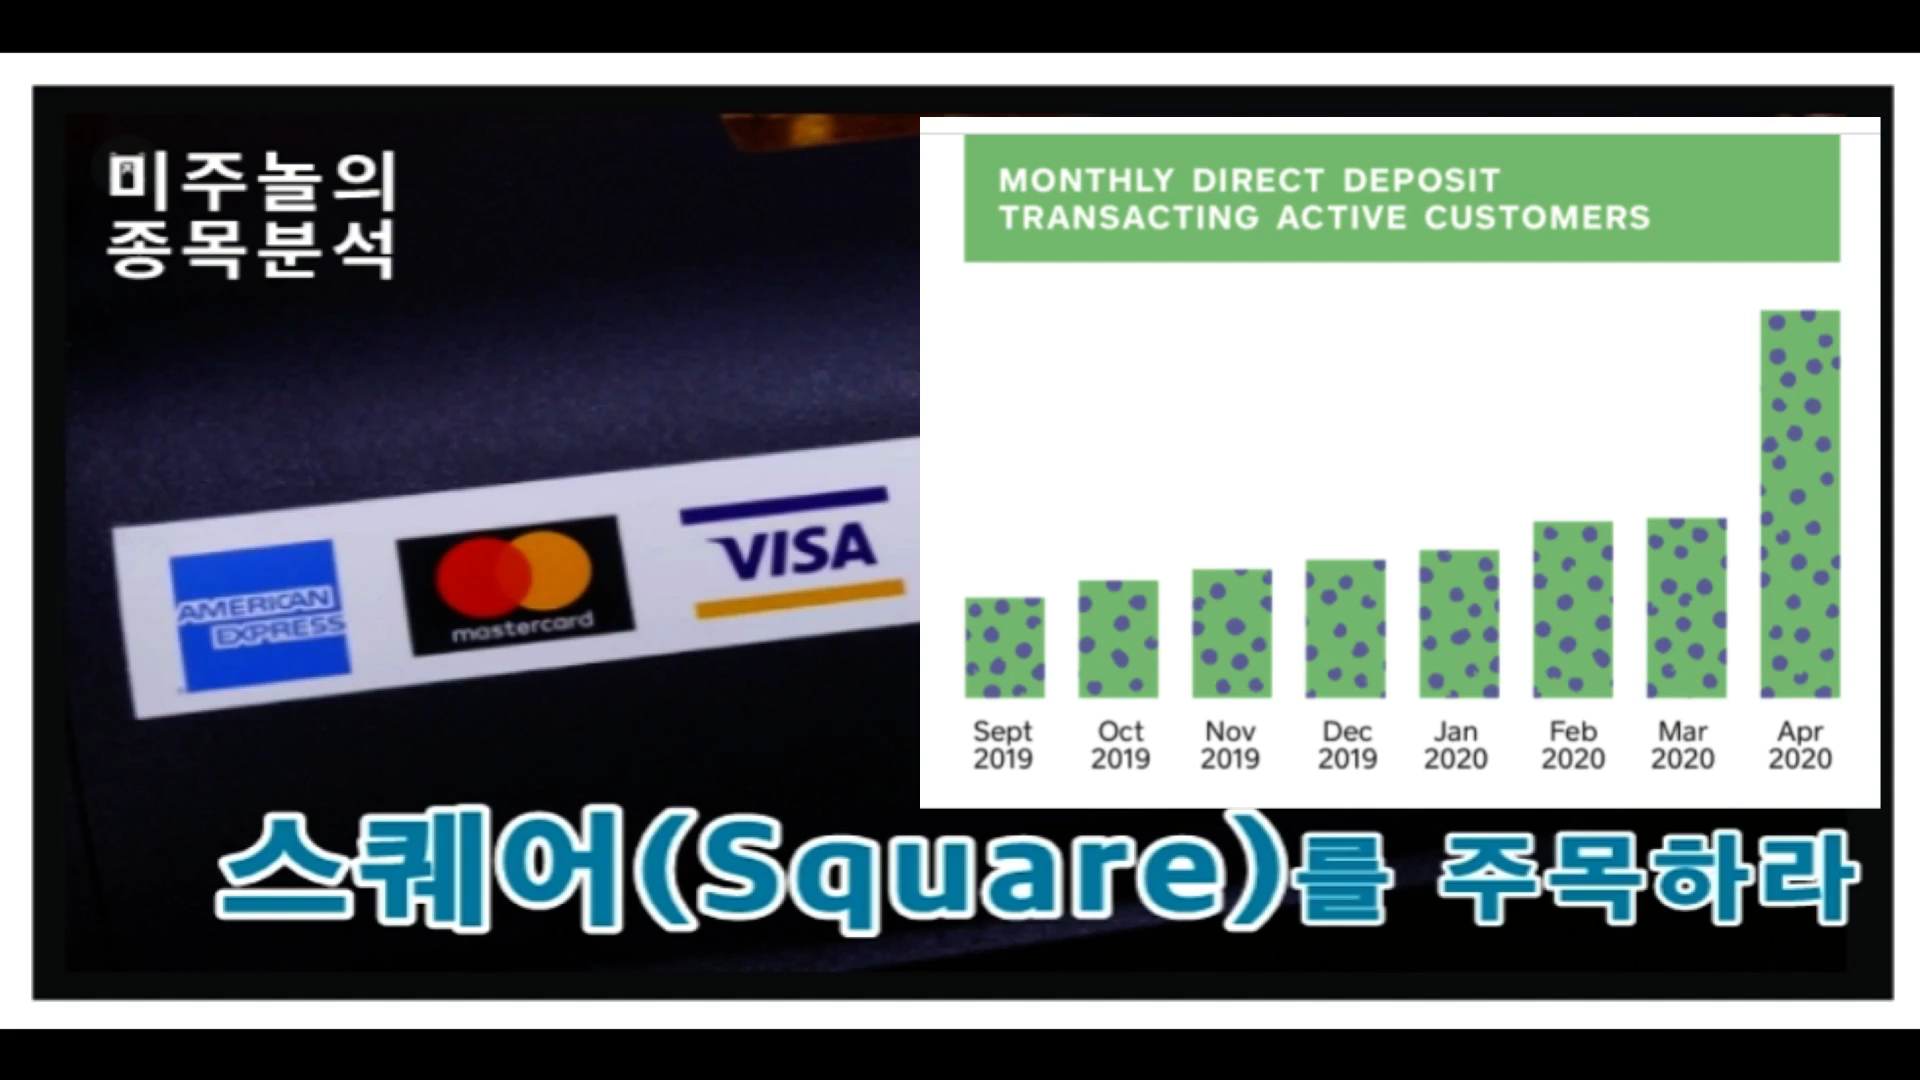 미주놀의
종목분석
MONTHLY DIRECT DEPOSIT
TRANSACTING ACTIVE CUSTOMERS
AMERICAN
EXPRESS
mastercard
VISA
Sept Oct Nov Dec Jan Feb Mar Apr
2019 2019 2019 2019 2020 2020 2020 2020
스퀘어(Square)를 주목하라